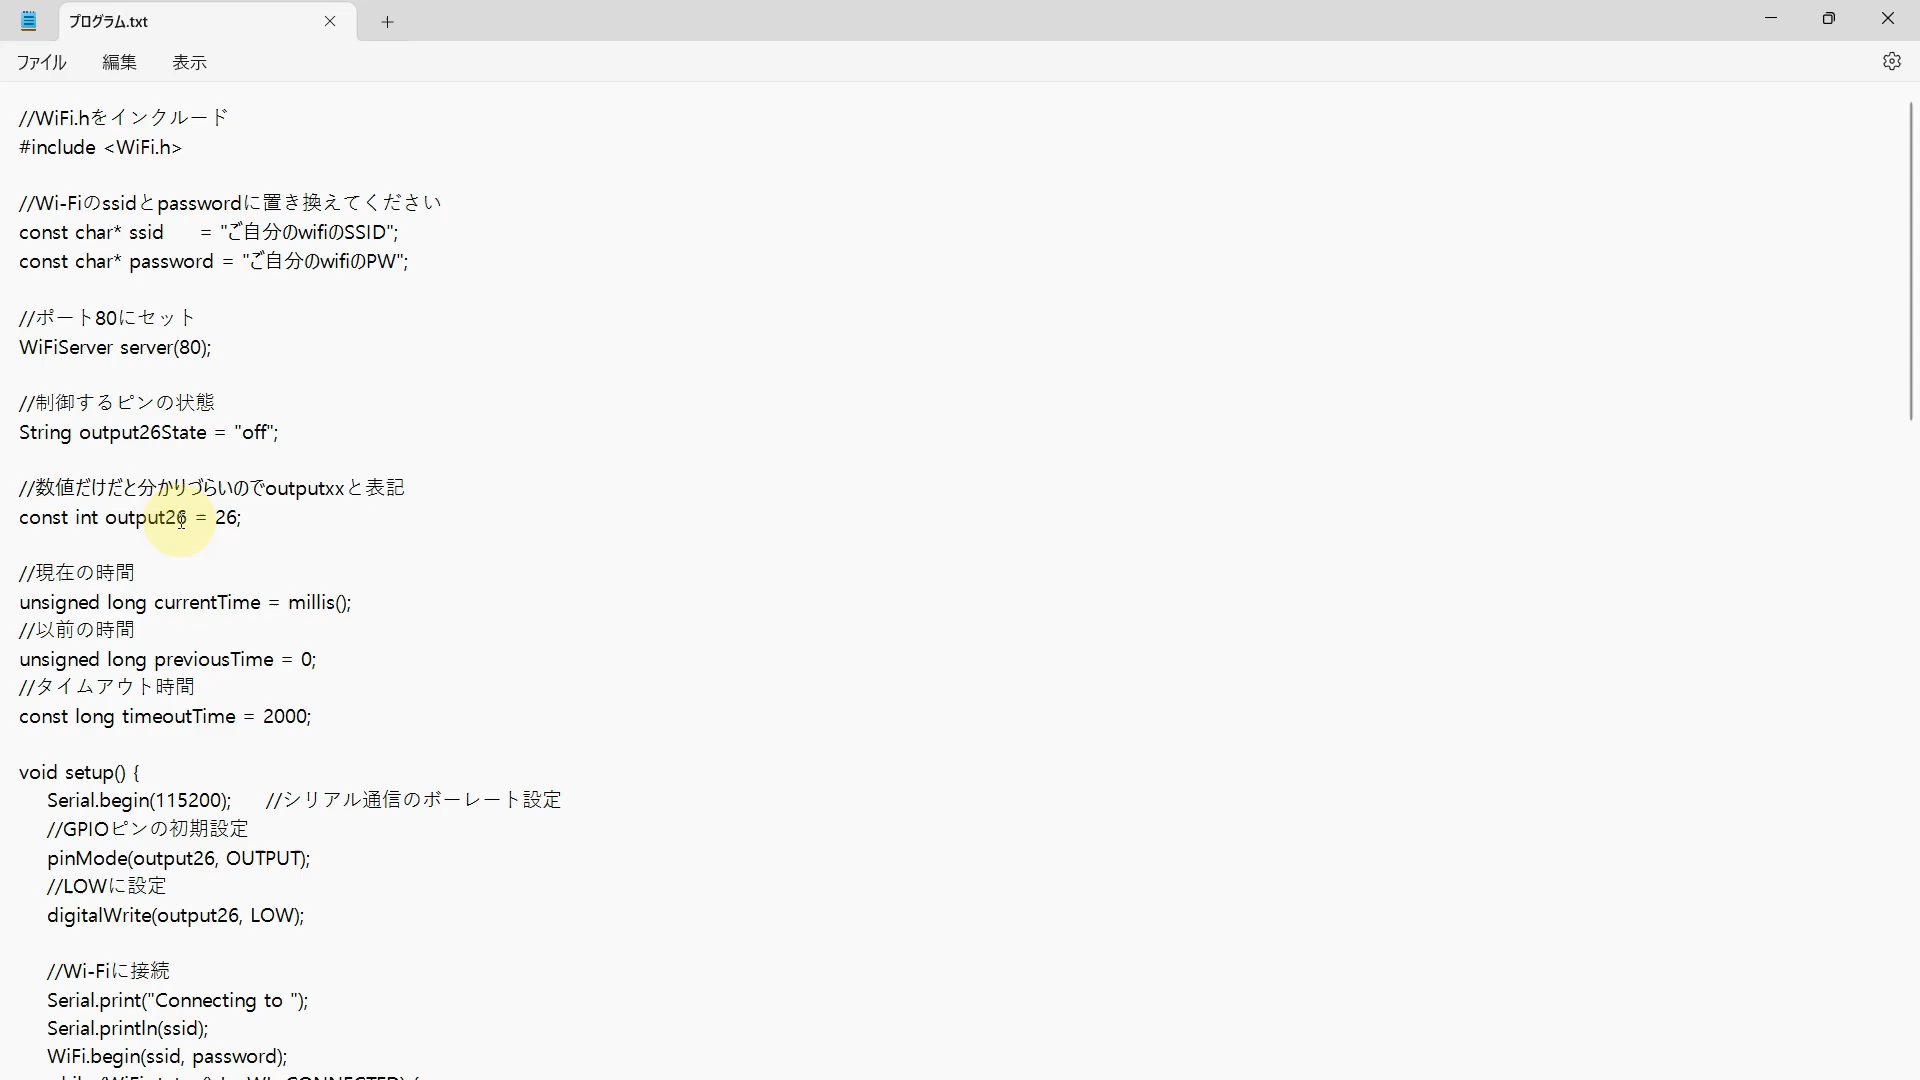 プログラム.txt
ファイル 編集 表示
//WiFi.hをインクルード
#include <WiFi.h>
//Wi-Fiのssidとpasswordに置き換えてください
const char* ssid     = "ご自分のwifiのSSID";
const char* password = "ご自分のwifiのPW";
//ポート80にセット
WiFiServer server(80);
//制御するピンの状態
String output26State = "off";
//数値だけだと分かりづらいのでoutputxxと表記
const int output26 = 26;
//現在の時間
unsigned long currentTime = millis();
//以前の時間
unsigned long previousTime = 0;
//タイムアウト時間
const long timeoutTime = 2000;
void setup() {
Serial.begin(115200);     //シリアル通信のボーレート設定
//GPIOピンの初期設定
pinMode(output26, OUTPUT);
//LOWに設定
digitalWrite(output26, LOW);
//Wi-Fiに接続
Serial.print("Connecting to ");
Serial.println(ssid);
WiFi.begin(ssid, password);